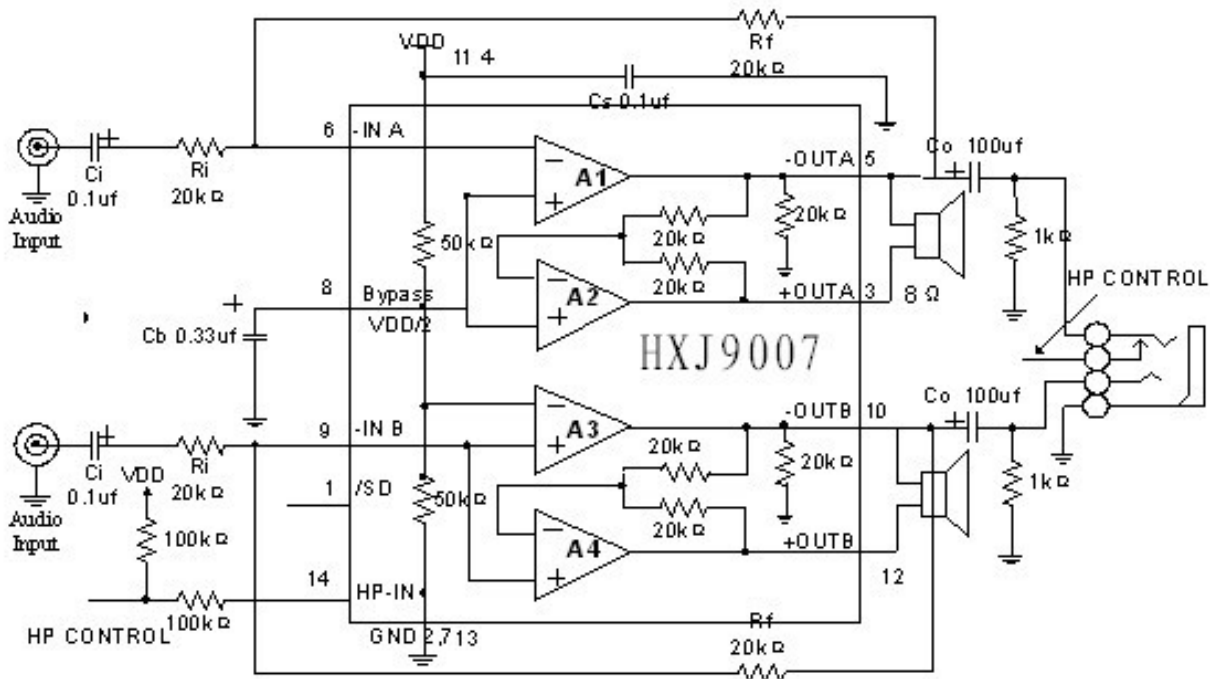 VDD
11 4
Rf
20kΩ
Cs 0.1uf
6
-IN A
Ci
0.1uf
Ri
20kΩ
Audio
Input
A1
-OUTA 5
Co 100uf
50kΩ
20kΩ
20kΩ
20kΩ
1kΩ
8
Bypass
VDD/2
Cb 0.33uf
A2
+OUTA 3
8 Ω
HP CONTROL
HXJ9007
9
-IN B
Ci
0.1uf
Ri
20kΩ
Audio
Input
VDD
A3
-OUTB 10
Co 100uf
1
/SD
50kΩ
20kΩ
20kΩ
20kΩ
1kΩ
100kΩ
A4
+OUTB
12
14
HP-IN
100kΩ
HP CONTROL
GND 2,713
Rf
20kΩ